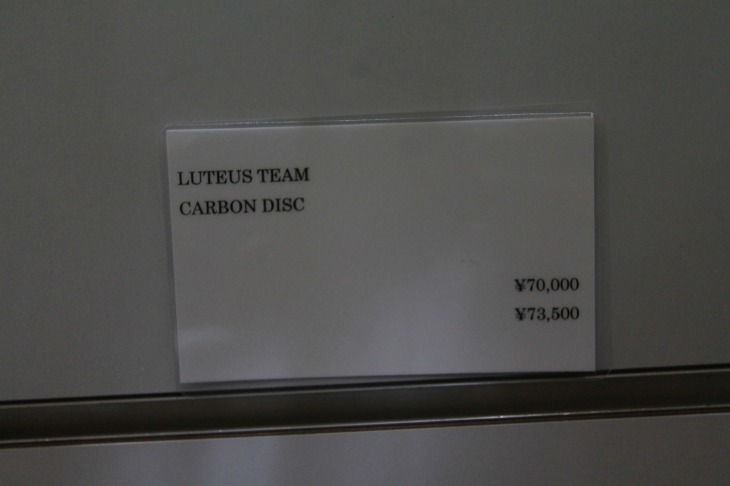 LUTEUS TEAM
CARBON DISC
¥70,000
¥73,500